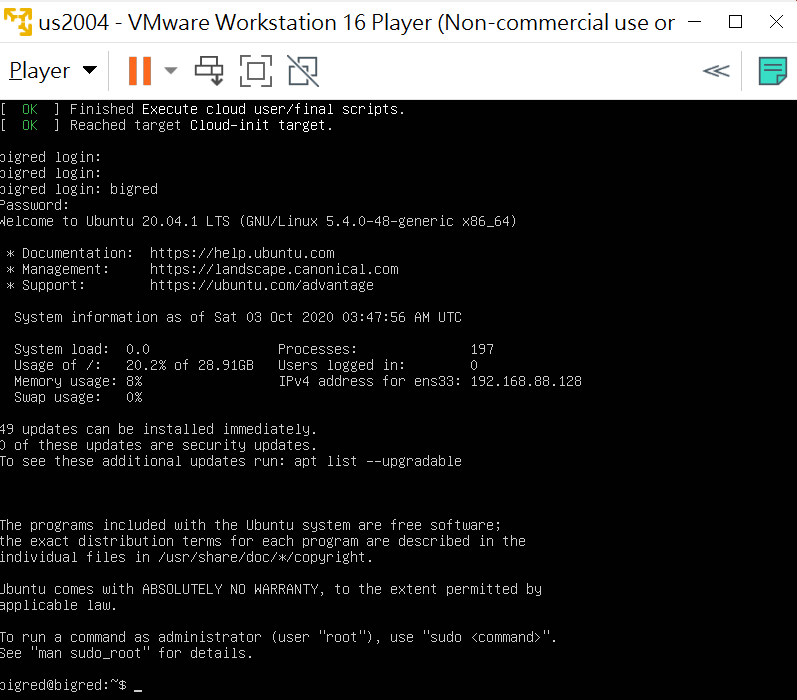 us2004 - VMware Workstation 16 Player (Non-commercial use or
Player
[  OK  ] Finished Execute cloud user/final scripts.
[  OK  ] Reached target Cloud-init target.
bigred login:
bigred login:
bigred login: bigred
Password:
Welcome to Ubuntu 20.04.1 LTS (GNU/Linux 5.4.0-48-generic x86_64)
* Documentation:  https://help.ubuntu.com
* Management:     https://landscape.canonical.com
* Support:        https://ubuntu.com/advantage
System information as of Sat 03 Oct 2020 03:47:56 AM UTC
System load:  0.0                Processes:              197
Usage of /:   20.2% of 28.91GB   Users logged in:        0
Memory usage: 8%                 IPv4 address for ens33: 192.168.88.128
Swap usage:   0%
49 updates can be installed immediately.
0 of these updates are security updates.
To see these additional updates run: apt list --upgradable
The programs included with the Ubuntu system are free software;
the exact distribution terms for each program are described in the
individual files in /usr/share/doc/*/copyright.
Ubuntu comes with ABSOLUTELY NO WARRANTY, to the extent permitted by
applicable law.
To run a command as administrator (user "root"), use "sudo <command>".
See "man sudo_root" for details.
bigred@bigred:~$ _